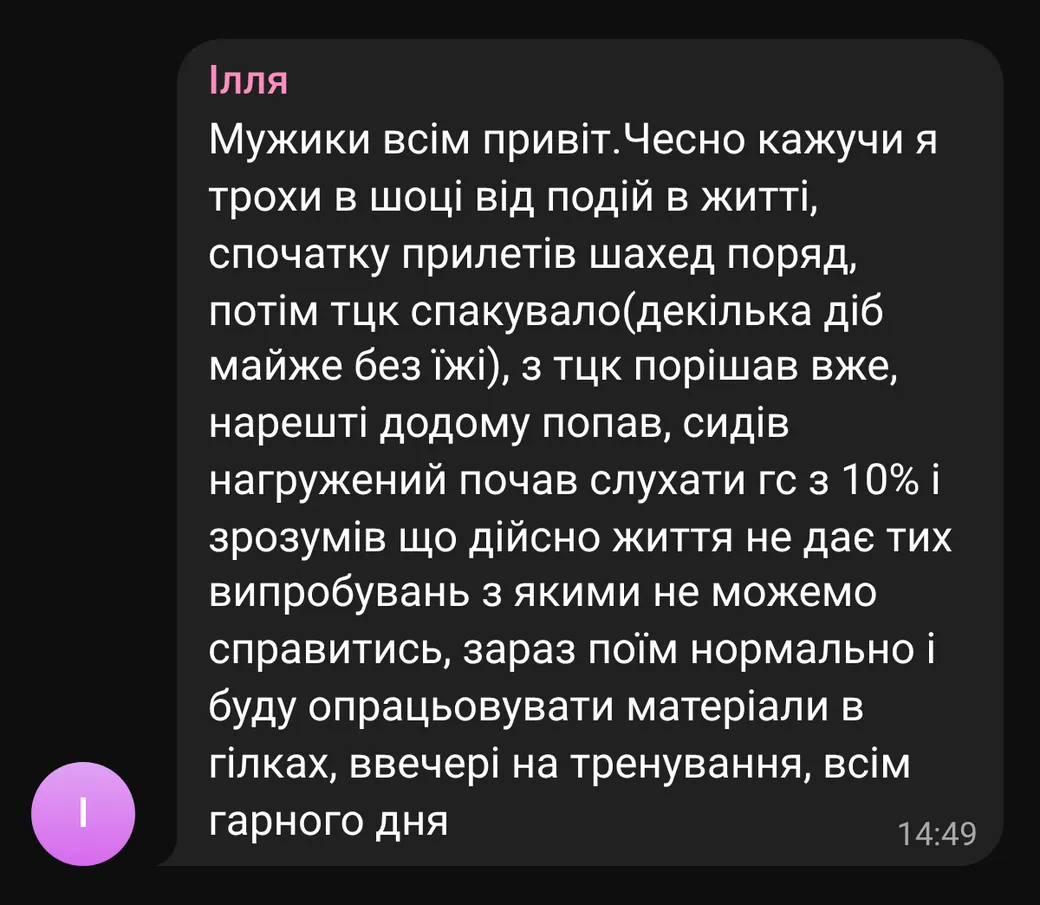 Ілля
Мужики всім привіт.Чесно кажучи я
трохи в шоці від подій в житті,
спочатку прилетів шахед поряд,
потім тцк спакувало(декілька діб
майже без їжі), з тцк порішав вже,
нарешті додому попав, сидів
нагружений почав слухати гс з 10% і
зрозумів що дійсно життя не дає тих
випробувань з якими не можемо
справитись, зараз поїм нормально і
буду опрацьовувати матеріали в
гілках, ввечері на тренування, всім
гарного дня
14:49
І